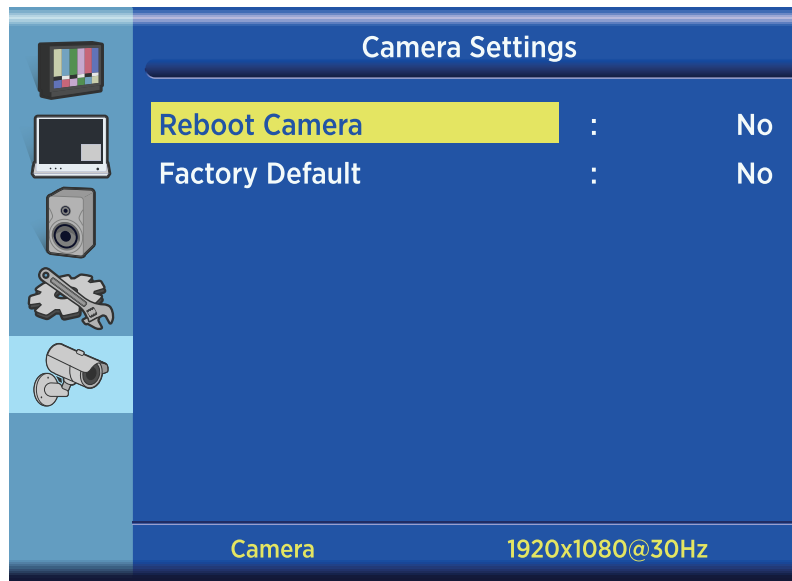 Camera Settings
Reboot Camera : No
Factory Default : No
Camera 1920x1080@30Hz